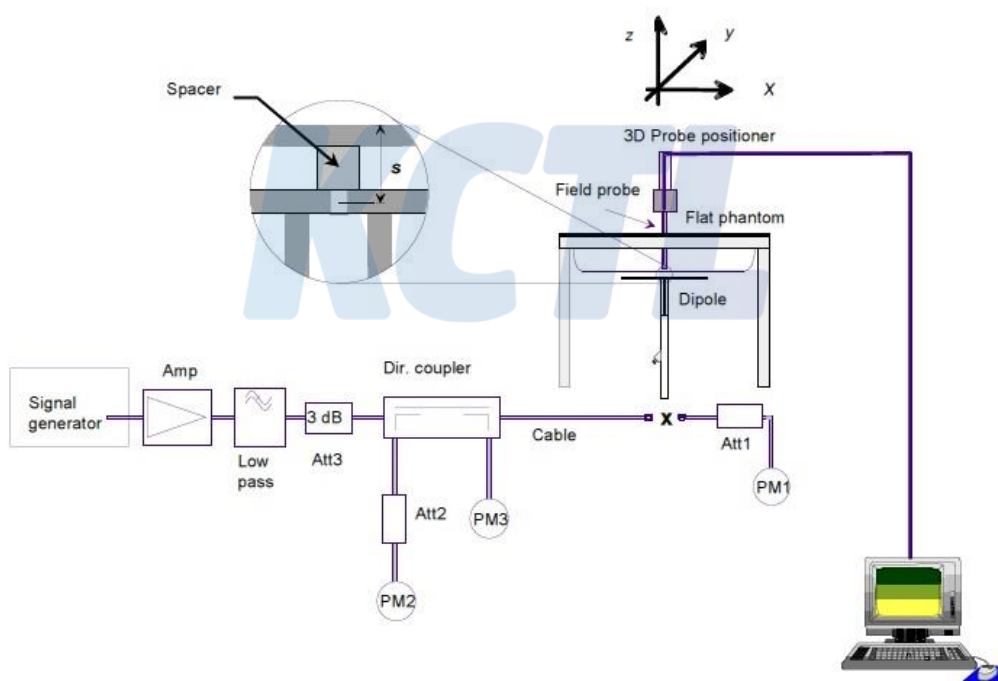 z
y
X
Spacer
s
3D Probe positioner
Field probe
Flat phantom
KCTL
Dipole
Amp
Dir. coupler
Signal
generator
3 dB
Low
pass
Att3
Cable
x
Att1
PM1
Att2
PM3
PM2